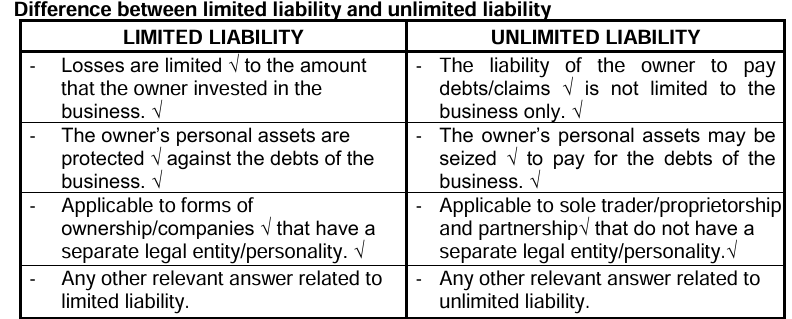 Difference between limited liability and unlimited liability
LIMITED LIABILITY
UNLIMITED LIABILITY
- Losses are limited √ to the amount
that the owner invested in the
business. √
- The liability of the owner to pay
debts/claims √ is not limited to the
business only. √
- The owner's personal assets are
protected √ against the debts of the
business. √
- The owner's personal assets may be
seized √ to pay for the debts of the
business. √
- Applicable to forms of
ownership/companies √ that have a
separate legal entity/personality. √
- Applicable to sole trader/proprietorship
and partnership√ that do not have a
separate legal entity/personality.√
- Any other relevant answer related to
limited liability.
- Any other relevant answer related to
unlimited liability.